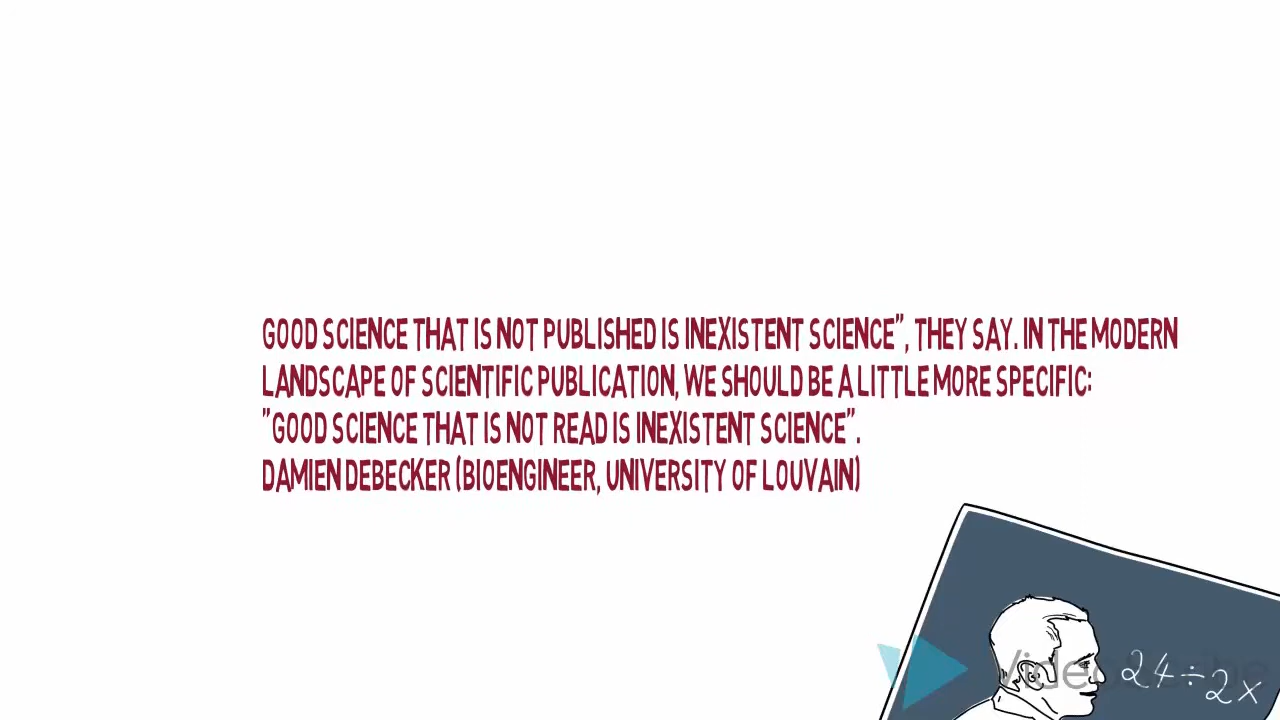 GOOD SCIENCE THAT IS NOT PUBLISHED IS INEXISTENT SCIENCE", THEY SAY. IN THE MODERN
LANDSCAPE OF SCIENTIFIC PUBLICATION, WE SHOULD BE A LITTLE MORE SPECIFIC:
"GOOD SCIENCE THAT IS NOT READ IS INEXISTENT SCIENCE".
DAMIEN DEBECKER (BIOENGINEER, UNIVERSITY OF LOUVAIN)
24÷2x